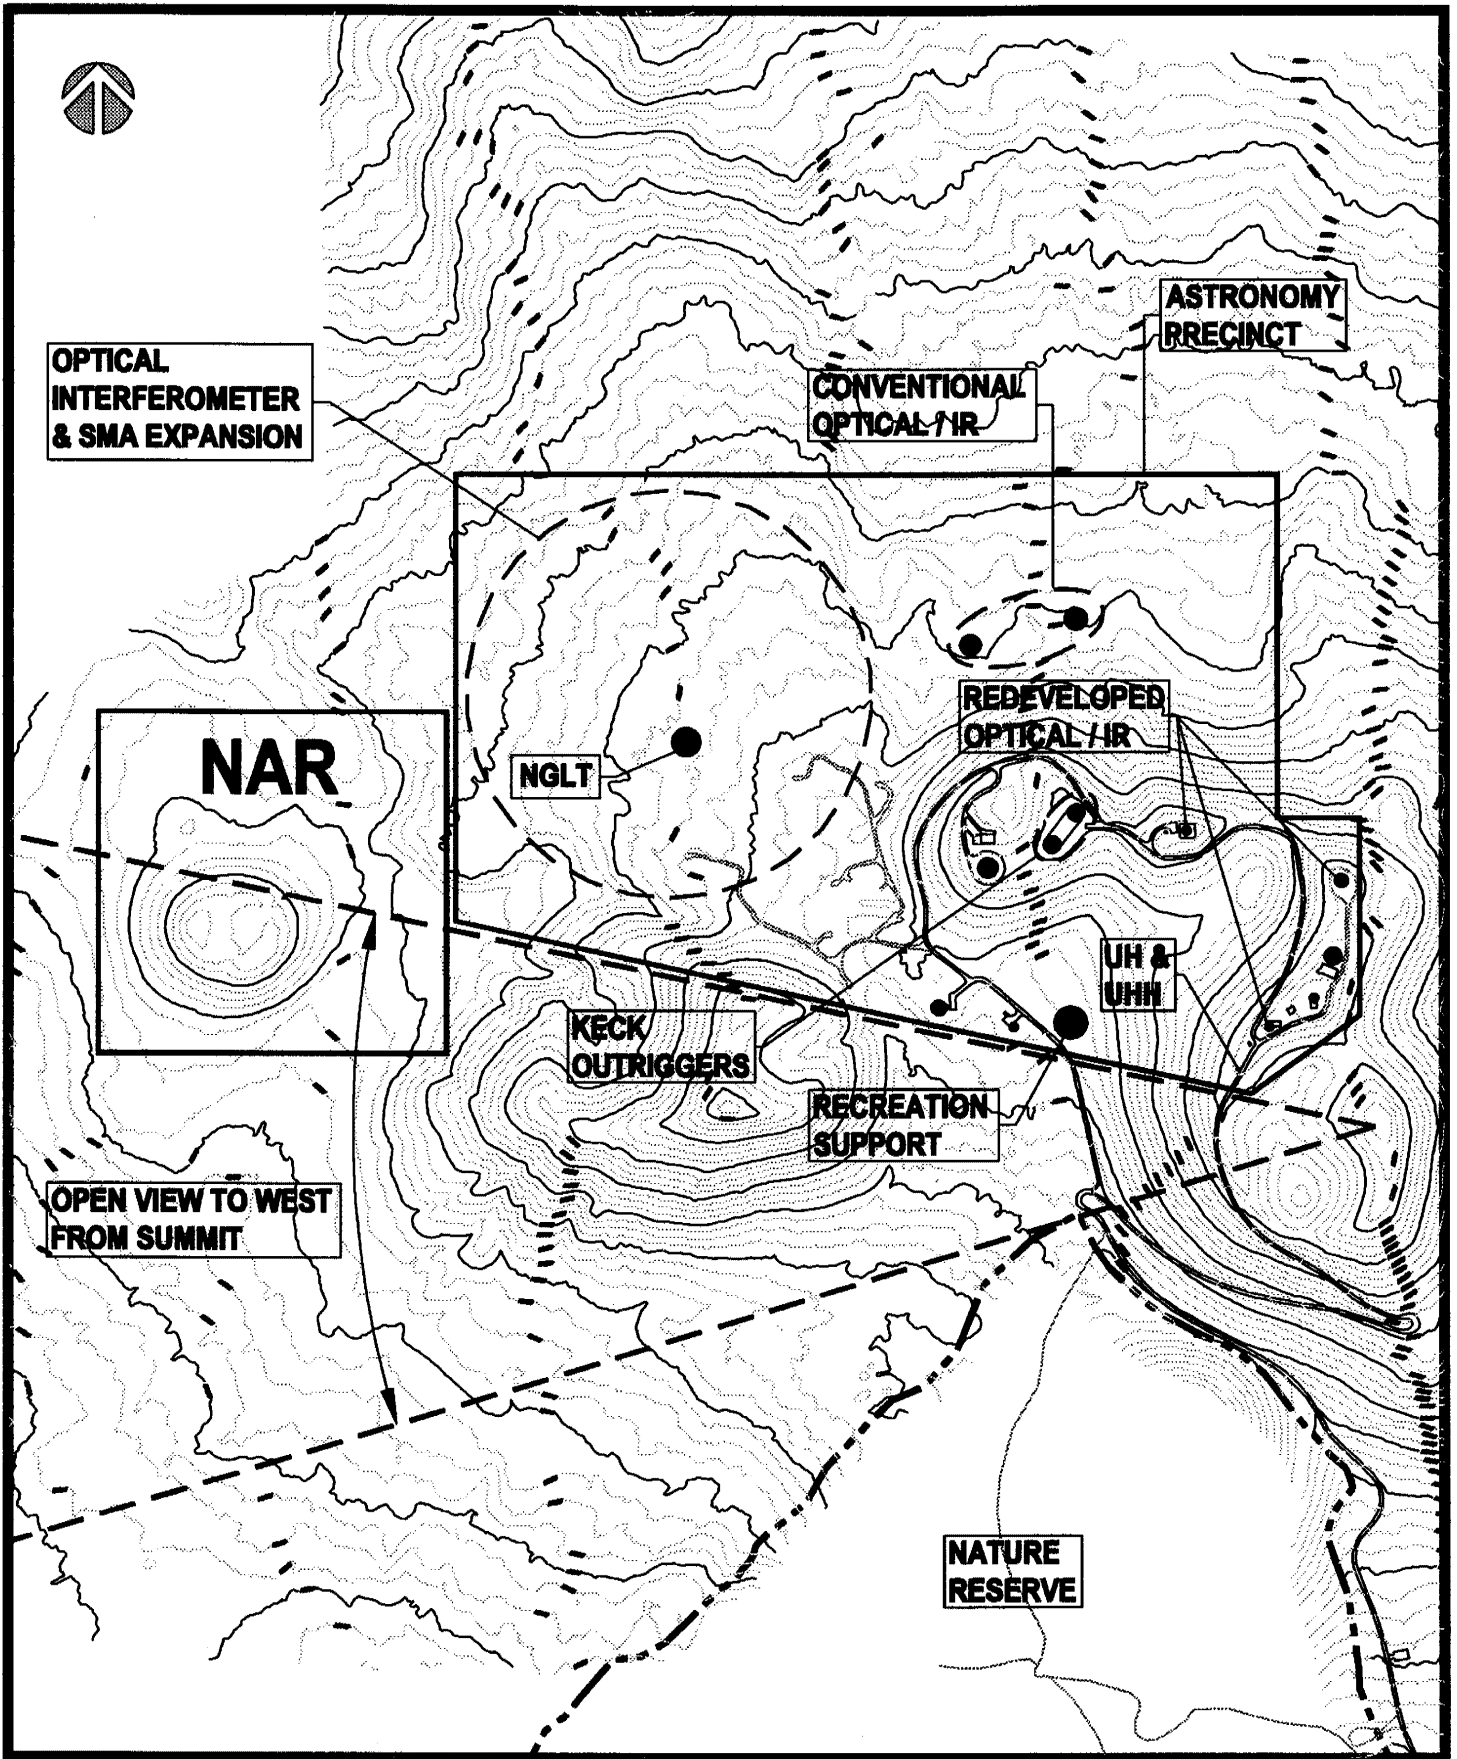 ASTRONOMY
RRECINCT
OPTICAL
INTERFEROMETER
& SMA EXPANSION
CONVENTIONAL
OPTICAL / IR
REDEVELOPED
OPTICAL / IR
NAR
NGLT
UH &
UHH
KECK
OUTRIGGERS
RECREATION
SUPPORT
OPEN VIEW TO WEST
FROM SUMMIT
NATURE
RESERVE